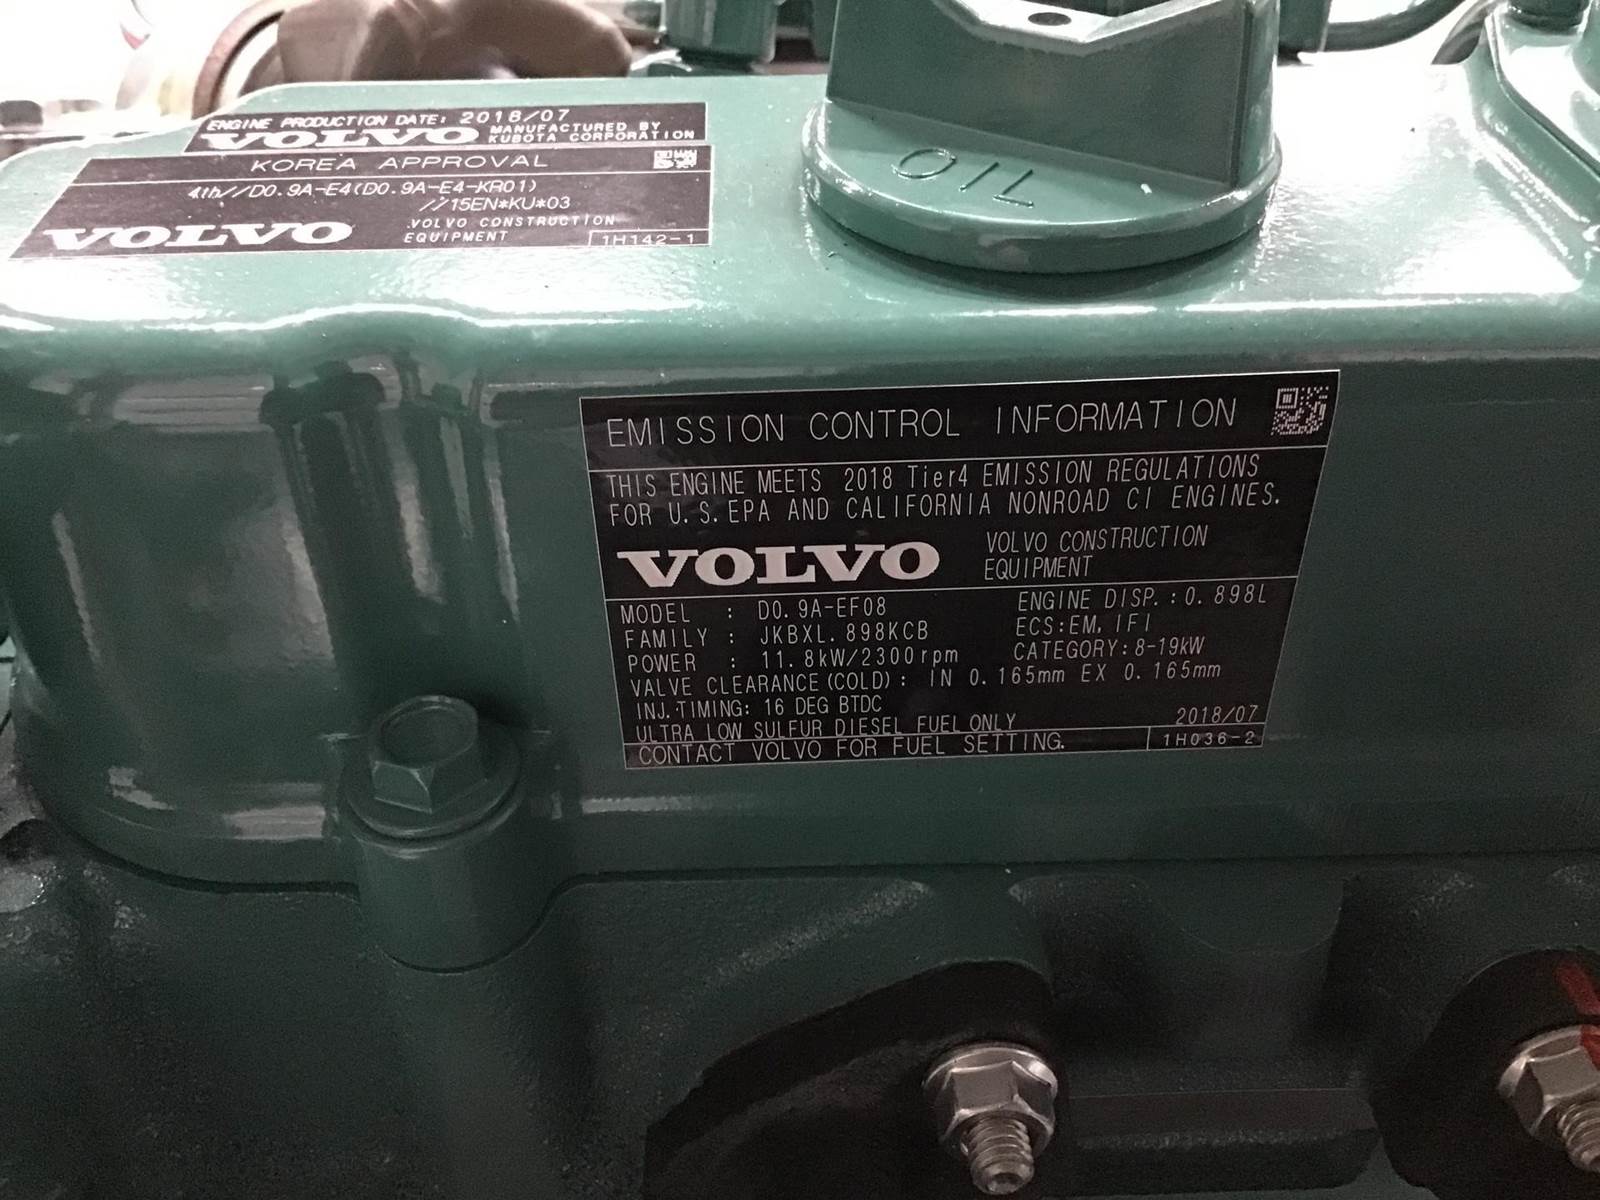 ENGINE PRODUCTION DATE: 2018/07
VOLVO MANUFACTURED BY
KUBOTA CORPORATION
KOREA APPROVAL
4th//D0.9A-E4(D0.9A-E4-KR01)
//15EN*KU*03
VOLVO VOLVO CONSTRUCTION
EQUIPMENT
1H142-1
OIL
EMISSION CONTROL INFORMATION
THIS ENGINE MEETS 2018 Tier4 EMISSION REGULATIONS
FOR U.S.EPA AND CALIFORNIA NONROAD CI ENGINES.
VOLVO VOLVO CONSTRUCTION
EQUIPMENT
MODEL : D0.9A-EF08 ENGINE DISP.:0.898L
FAMILY : JKBXL.898KCB ECS:EM, IFI
POWER : 11.8kW/2300rpm CATEGORY:8-19kW
VALVE CLEARANCE(COLD): IN 0.165mm EX 0.165mm
INJ.TIMING: 16 DEG BTDC
ULTRA LOW SULFUR DIESEL FUEL ONLY 2018/07
CONTACT VOLVO FOR FUEL SETTING. 1H036-2